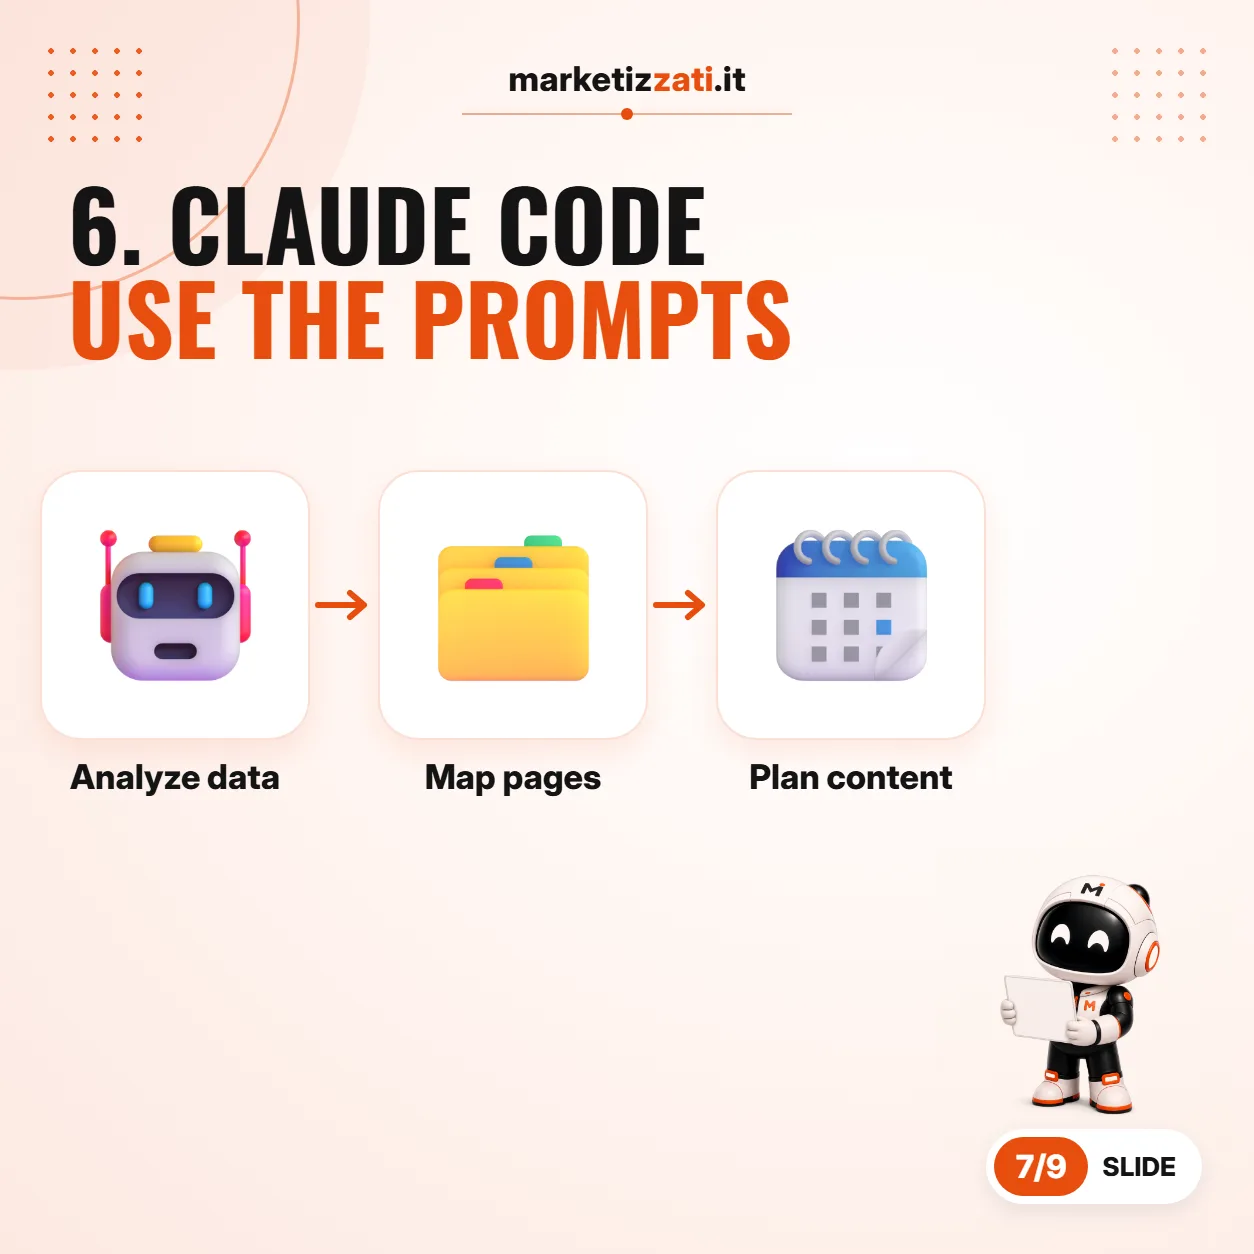 marketizzati.it
6. CLAUDE CODE
USE THE PROMPTS
Analyze data
Map pages
Plan content
M
M
7/9 SLIDE